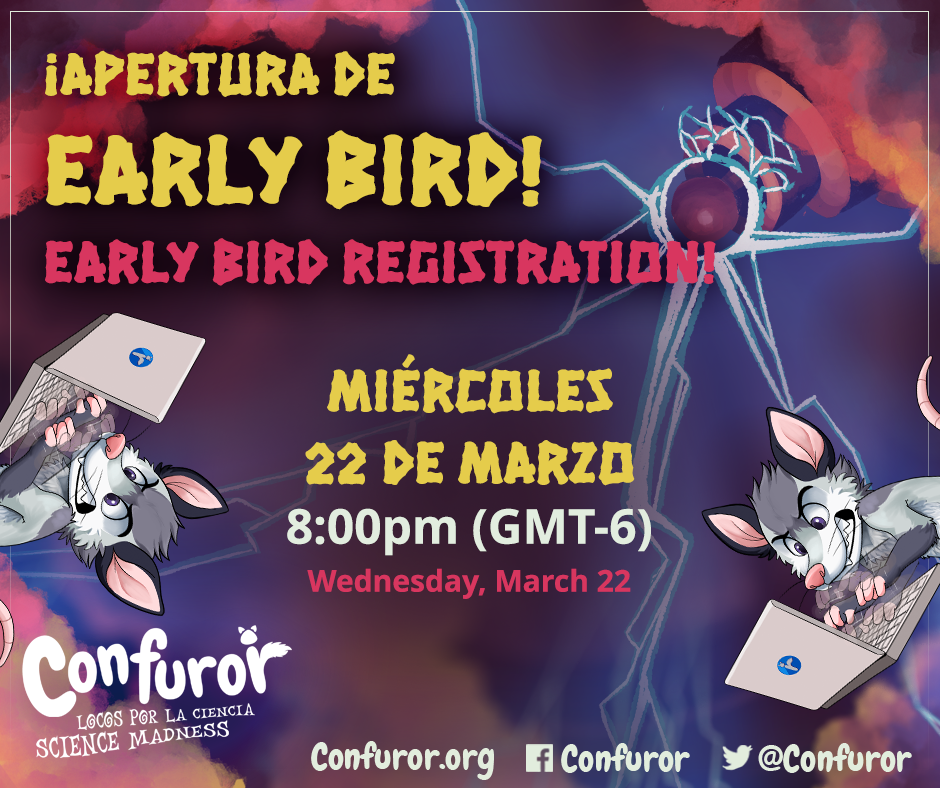 ¡APERTURA DE
EARLY BIRD!
EARLY BIRD REGISTRATION!
MIÉRCOLES
22 DE MARZO
8:00pm (GMT-6)
Wednesday, March 22
Confuror
LOCOS POR LA CIENCIA
SCIENCE MADNESS
Confuror.org Confuror @Confuror